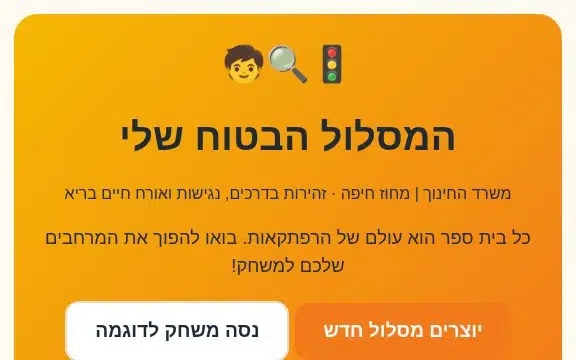 המסלול הבטוח שלי
משרד החינוך | מחוז חיפה · זהירות בדרכים, נגישות ואורח חיים בריא
כל בית ספר הוא עולם של הרפתקאות. בואו להפוך את המרחבים
שלכם למשחק!
יוצרים מסלול חדש
נסה משחק לדוגמה